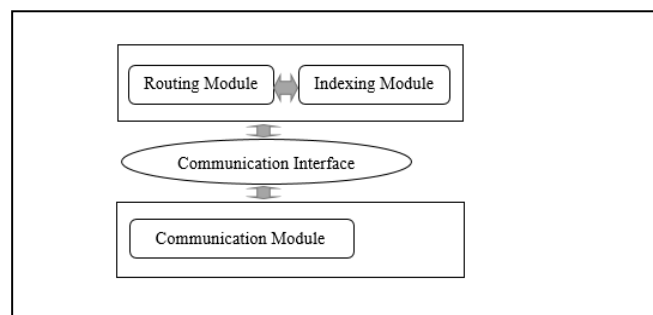 Routing Module
Indexing Module
Communication Interface
Communication Module